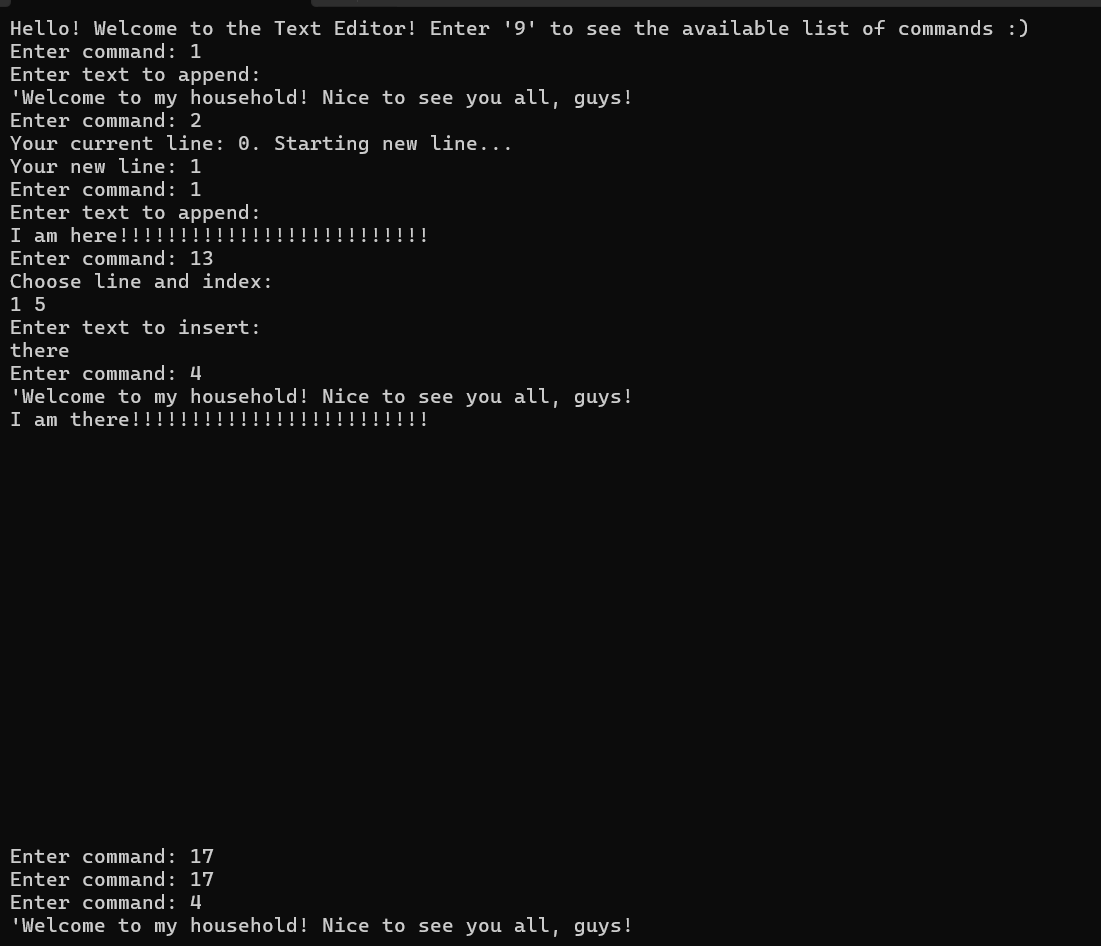 Hello! Welcome to the Text Editor! Enter '9' to see the available list of commands :)
Enter command: 1
Enter text to append:
'Welcome to my household! Nice to see you all, guys!
Enter command: 2
Your current line: 0. Starting new line...
Your new line: 1
Enter command: 1
Enter text to append:
I am here!!!!!!!!!!!!!!!!!!!!!!!!!!
Enter command: 13
Choose line and index:
1 5
Enter text to insert:
there
Enter command: 4
'Welcome to my household! Nice to see you all, guys!
I am there!!!!!!!!!!!!!!!!!!!!!!!!!
Enter command: 17
Enter command: 17
Enter command: 4
'Welcome to my household! Nice to see you all, guys!